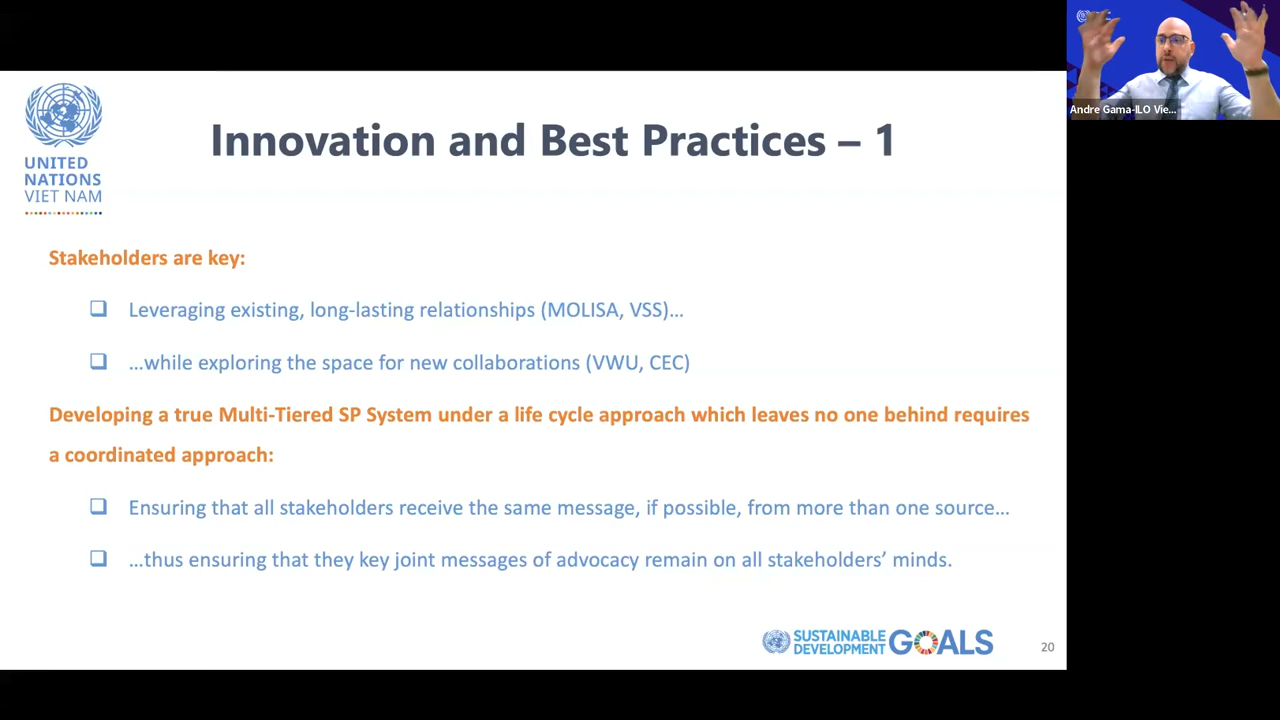 Andre Gama-ILO Vie...
UNITED
NATIONS
VIET NAM
Innovation and Best Practices – 1
Stakeholders are key:
Leveraging existing, long-lasting relationships (MOLISA, VSS)…
…while exploring the space for new collaborations (VWU, CEC)
Developing a true Multi-Tiered SP System under a life cycle approach which leaves no one behind requires
a coordinated approach:
Ensuring that all stakeholders receive the same message, if possible, from more than one source…
…thus ensuring that they key joint messages of advocacy remain on all stakeholders’ minds.
SUSTAINABLE
DEVELOPMENT GOALS
20